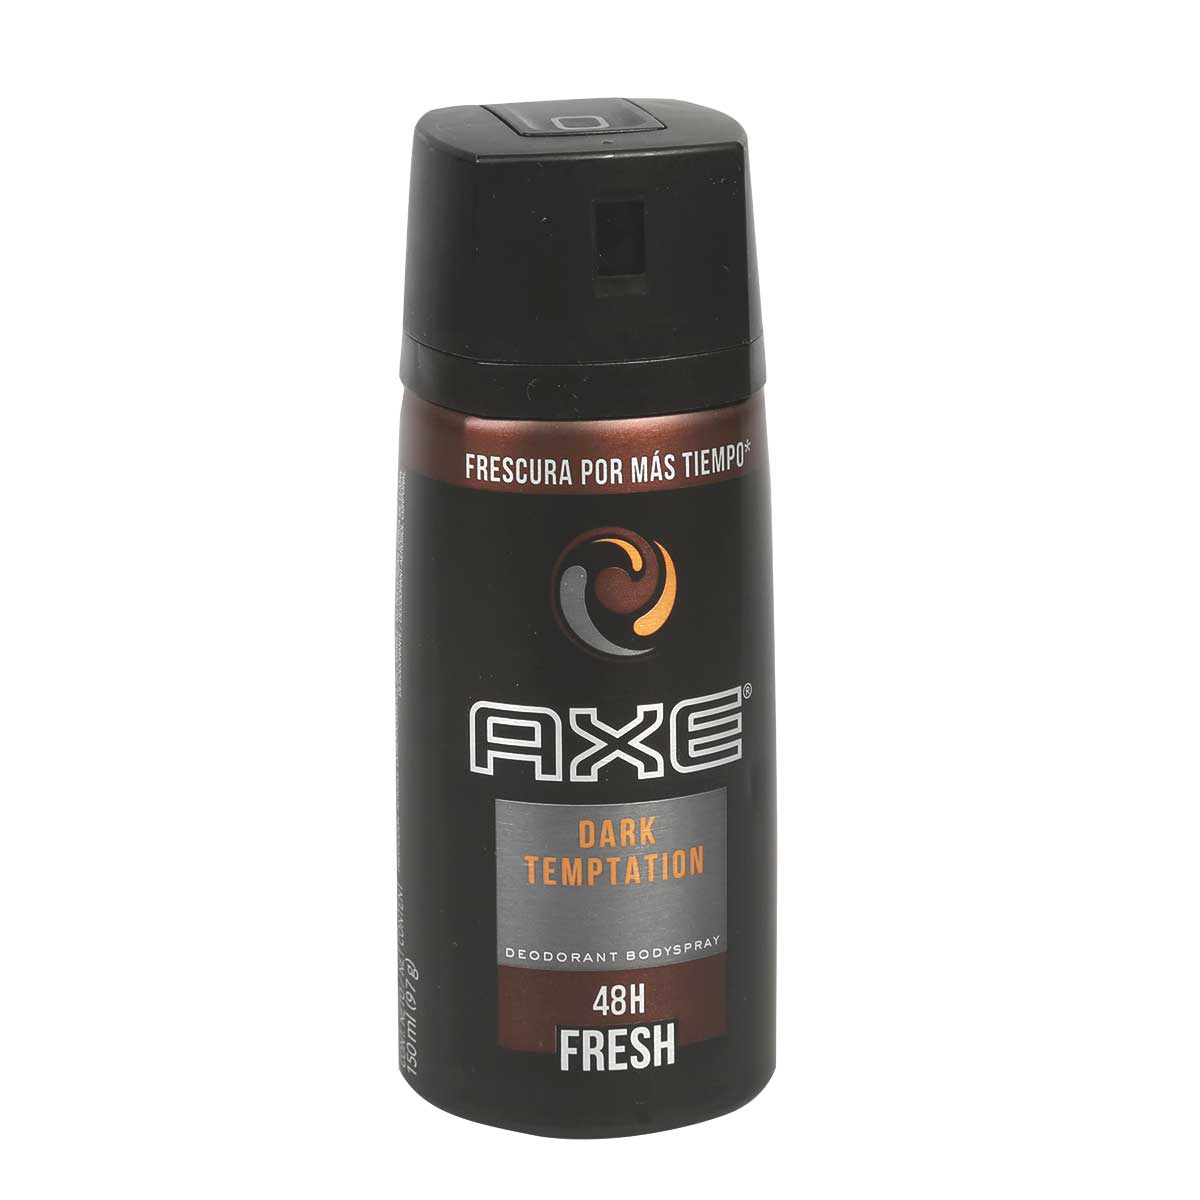 FRESCURA POR MÁS TIEMPO*
AXE®
DARK
TEMPTATION
DEODORANT BODYSPRAY
48H
FRESH
150 ml (97 g)